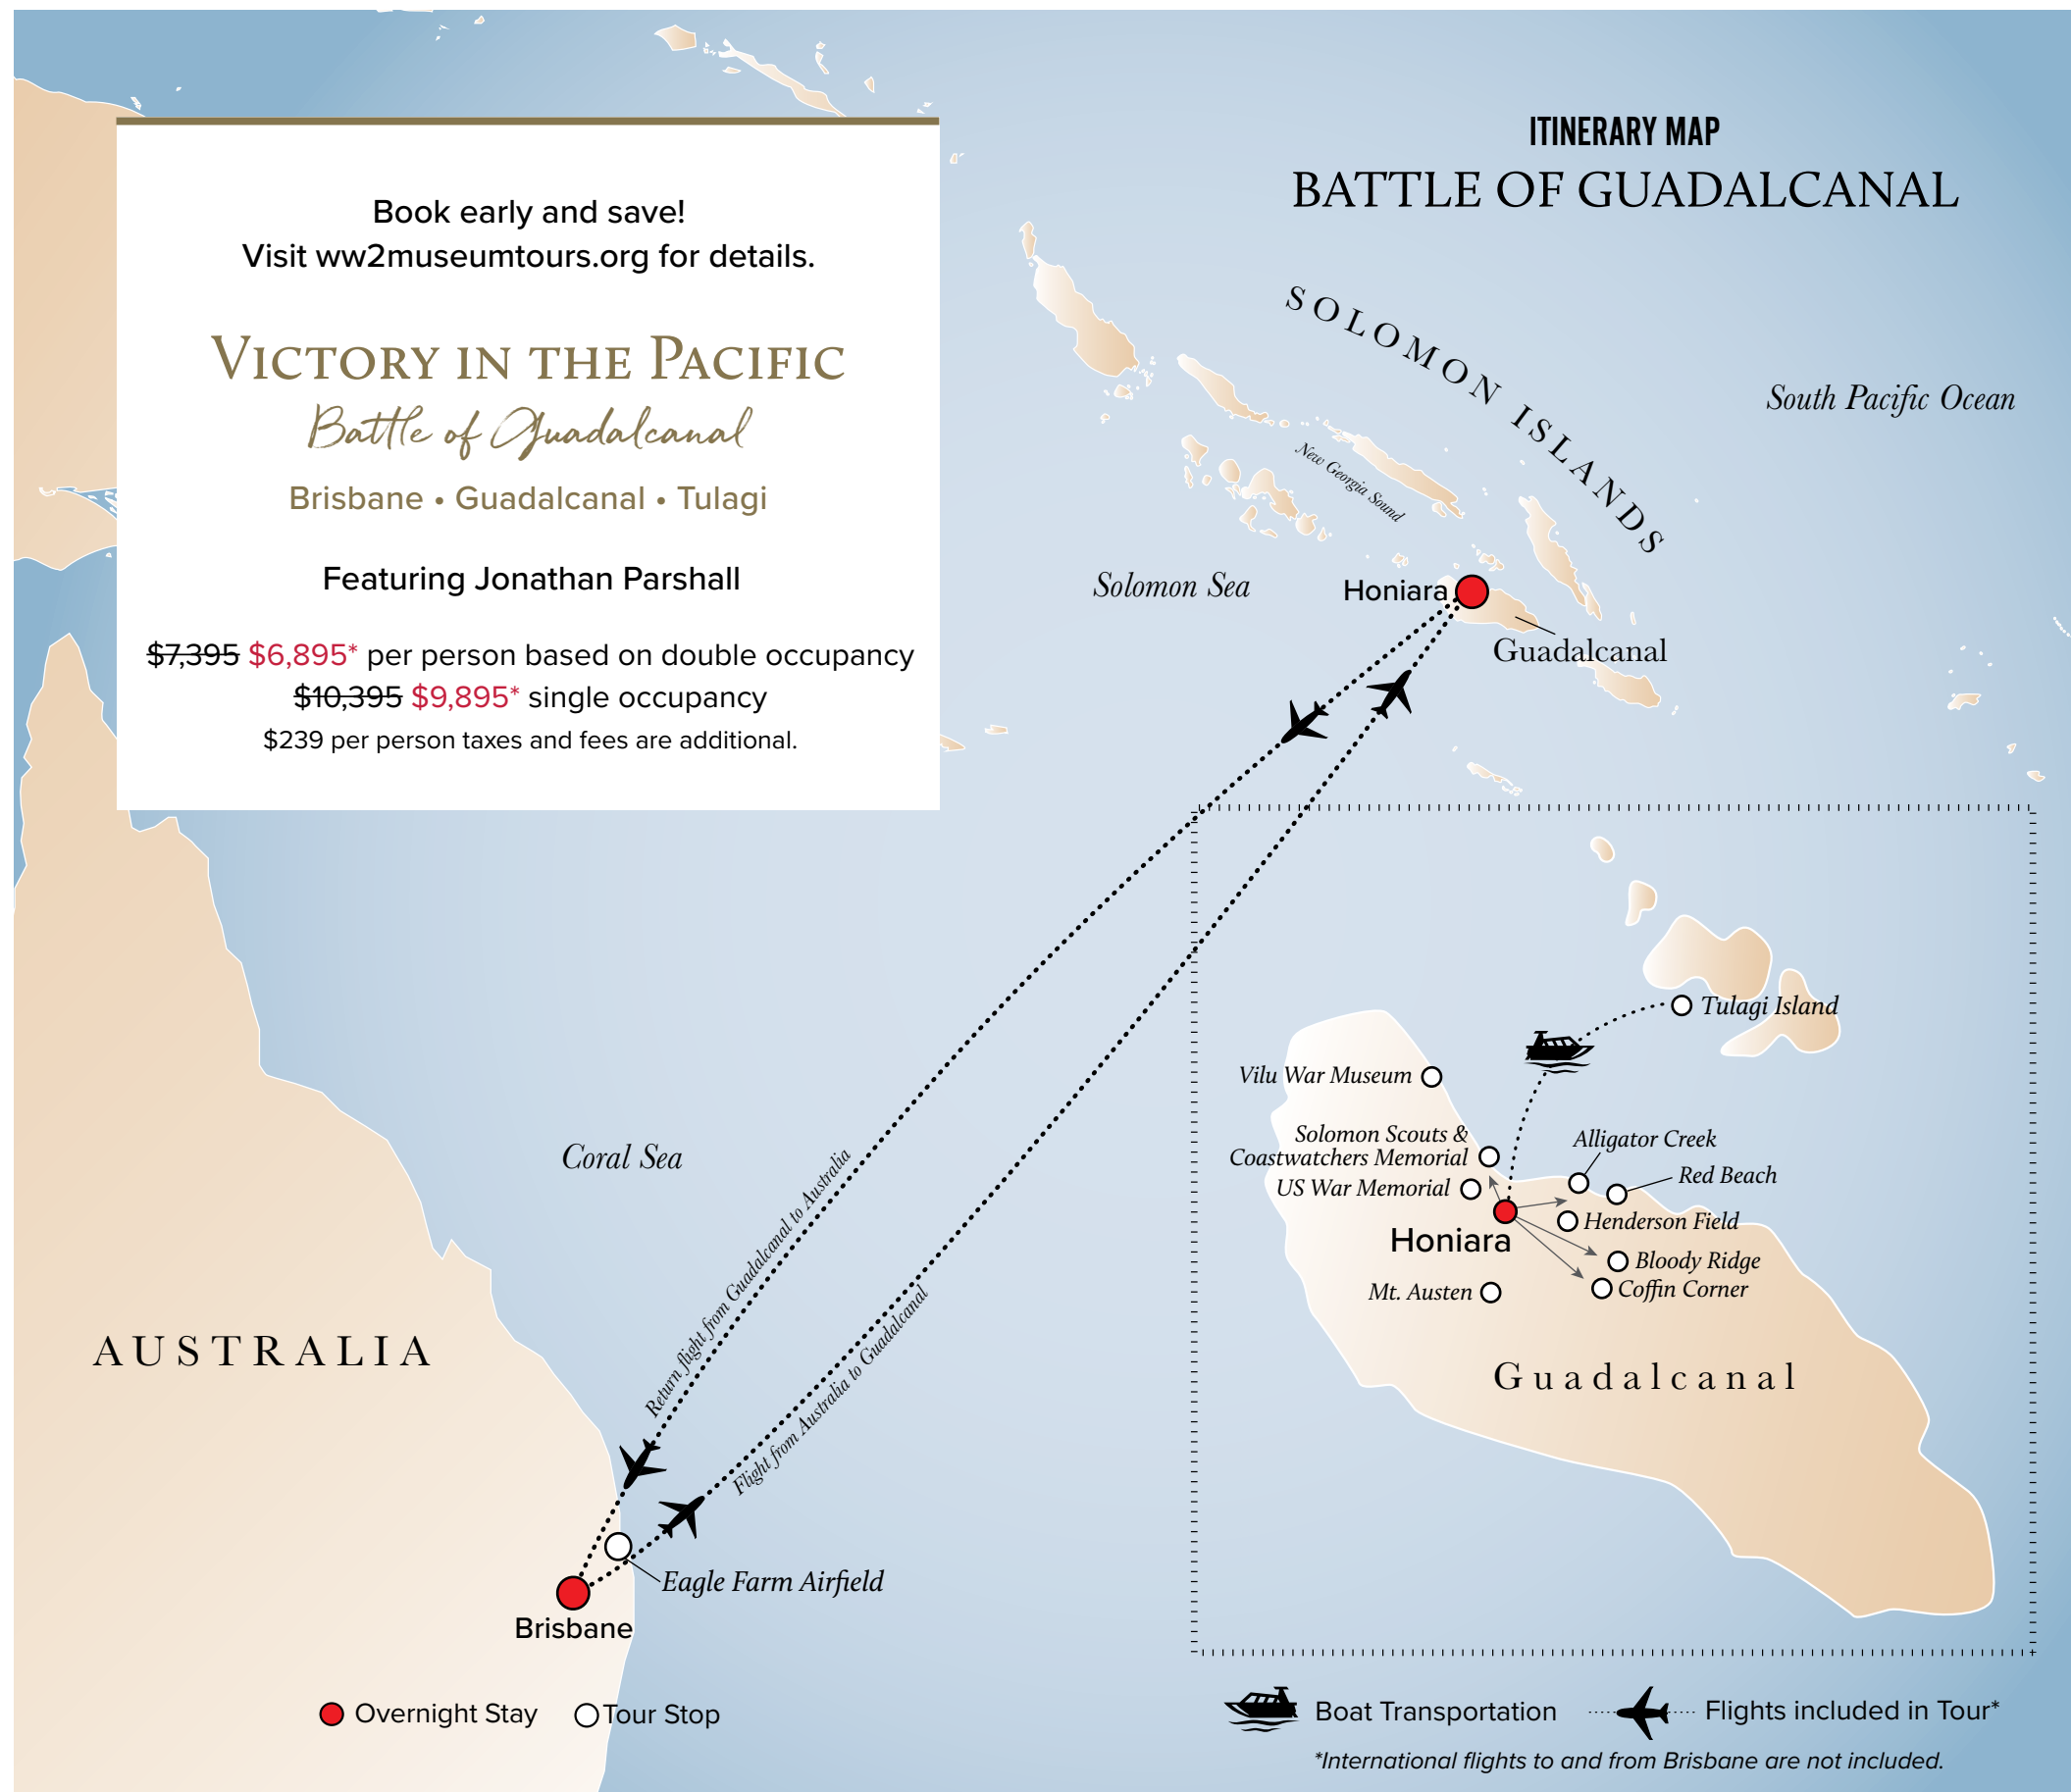 Book early and save!
Visit ww2museumtours.org for details.
VICTORY IN THE PACIFIC
Battle of Guadalcanal
Brisbane • Guadalcanal • Tulagi
Featuring Jonathan Parshall
$7,395 $6,895* per person based on double occupancy
$10,395 $9,895* single occupancy
$239 per person taxes and fees are additional.
ITINERARY MAP
BATTLE OF GUADALCANAL
SOLOMON ISLANDS
South Pacific Ocean
New Georgia Sound
Solomon Sea
Honiara
Guadalcanal
Tulagi Island
Vilu War Museum
Solomon Scouts &
Coastwatchers Memorial
US War Memorial
Alligator Creek
Red Beach
Henderson Field
Honiara
Bloody Ridge
Coffin Corner
Mt. Austen
Guadalcanal
Coral Sea
Return flight from Guadalcanal to Australia
Flight from Australia to Guadalcanal
AUSTRALIA
Eagle Farm Airfield
Brisbane
Overnight Stay
Tour Stop
Boat Transportation
Flights included in Tour*
*International flights to and from Brisbane are not included.